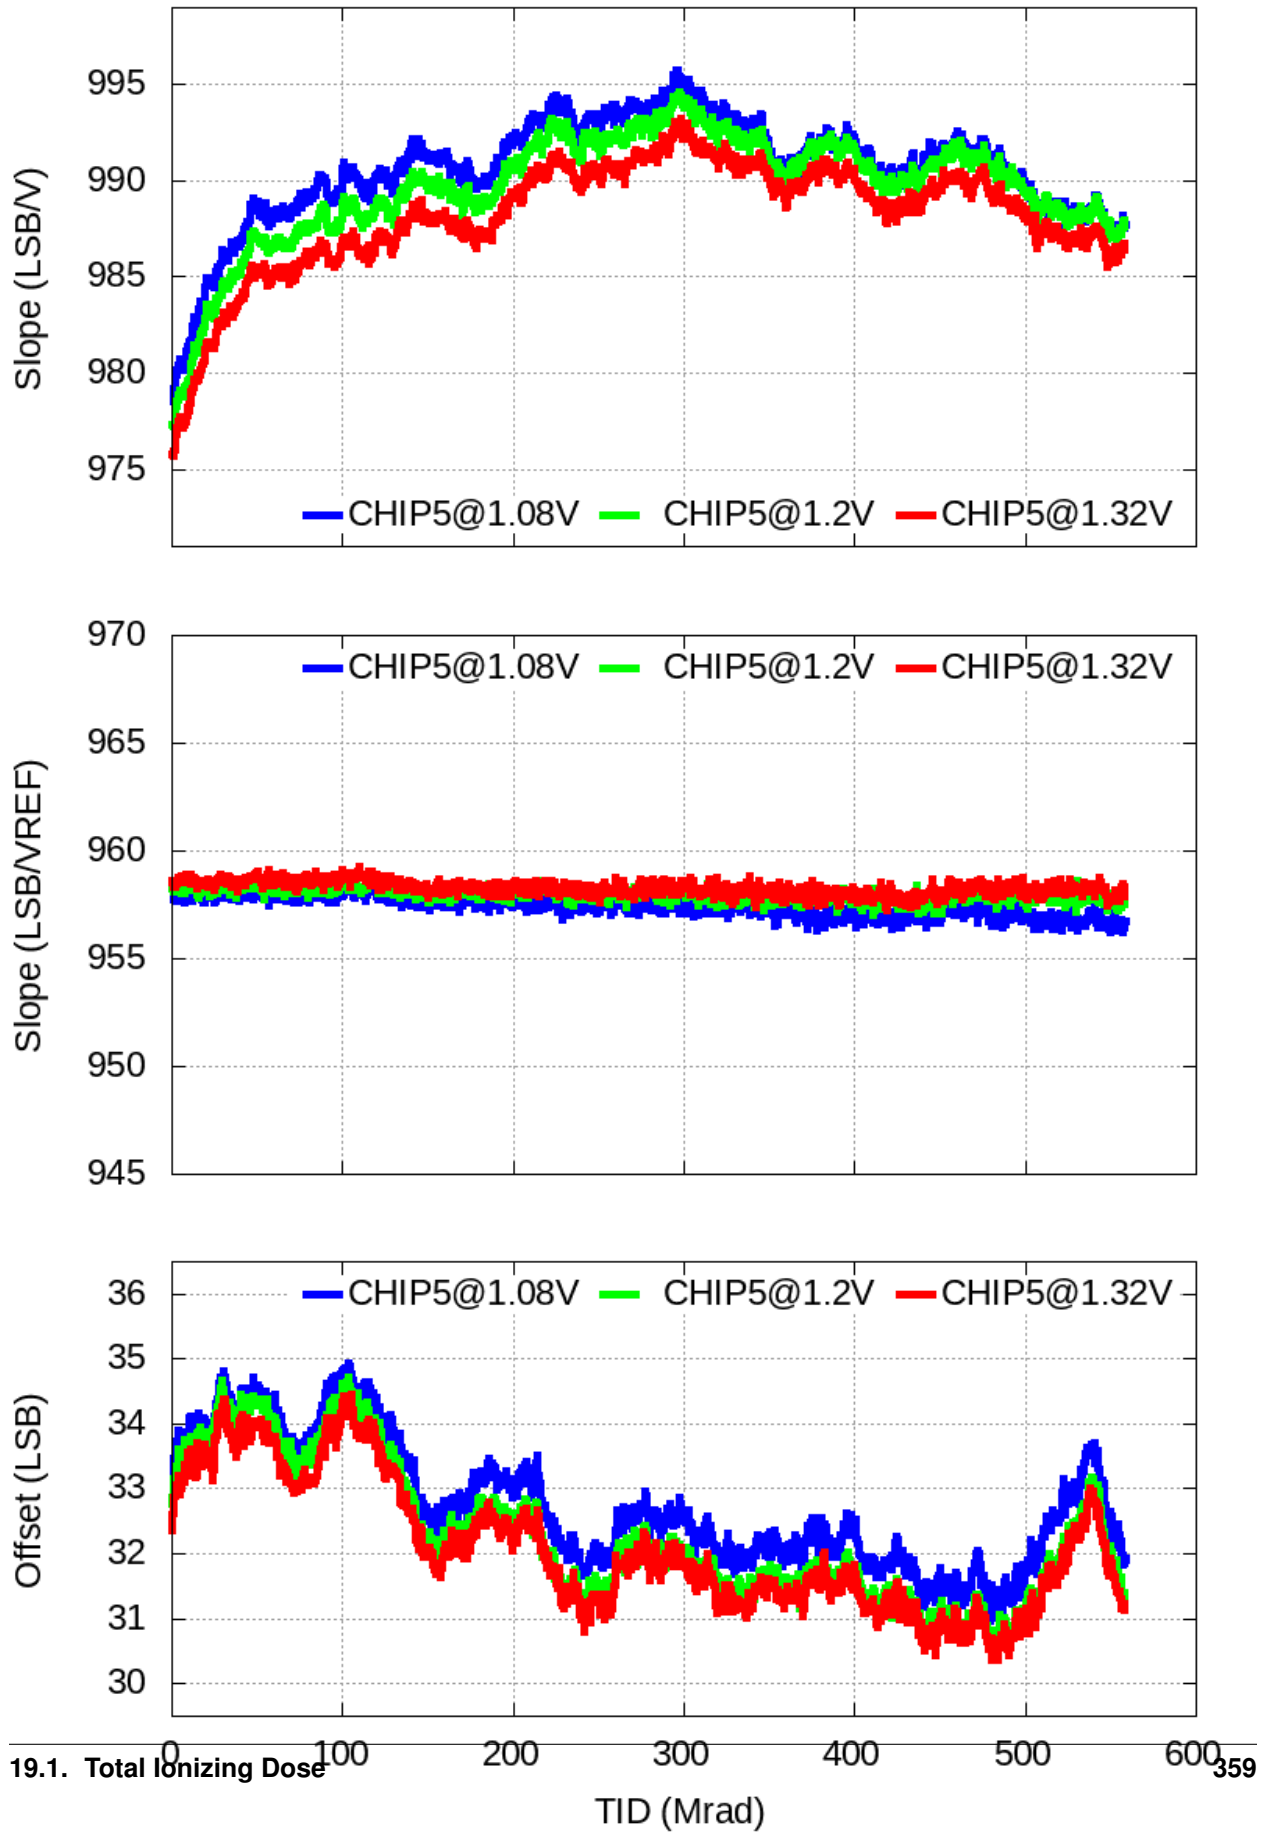 995
990
985
980
975
Slope (LSB/V)
CHIP5@1.08V CHIP5@1.2V CHIP5@1.32V
970
965
960
955
950
945
Slope (LSB/VREF)
CHIP5@1.08V CHIP5@1.2V CHIP5@1.32V
36
35
34
33
32
31
30
Offset (LSB)
CHIP5@1.08V CHIP5@1.2V CHIP5@1.32V
0 100 200 300 400 500 600
19.1. Total Ionizing Dose 359
TID (Mrad)